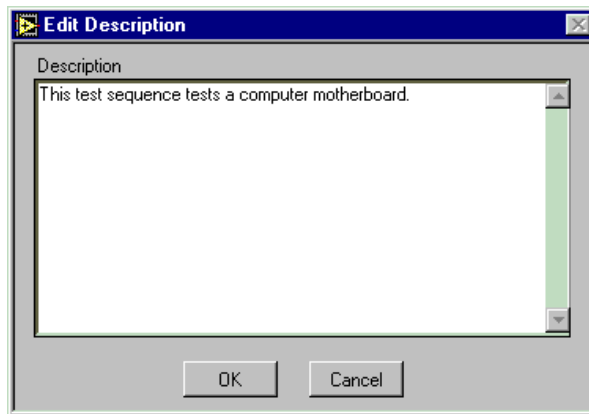 Edit Description
Description
This test sequence tests a computer motherboard.
OK Cancel